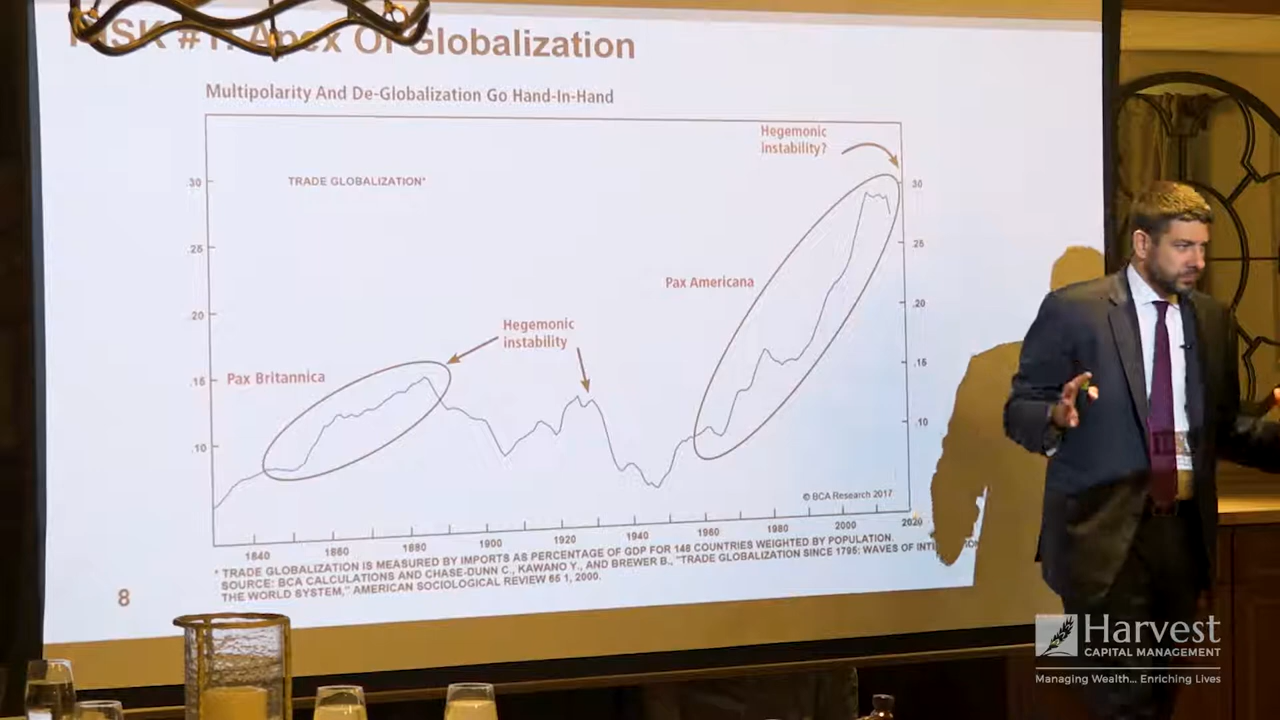 RISK #1: Apex Of Globalization
Multipolarity And De-Globalization Go Hand-In-Hand
Hegemonic
instability?
.30
TRADE GLOBALIZATION*
30
.25
25
Pax Americana
.20
.20
Hegemonic
instability
Pax Britannica
.15
.15
.10
.10
© BCA Research 2017
1840
1860
1880
1900
1920
1940
1960
1980
2000
2020
* TRADE GLOBALIZATION IS MEASURED BY IMPORTS AS PERCENTAGE OF GDP FOR 148 COUNTRIES WEIGHTED BY POPULATION.
SOURCE: BCA CALCULATIONS AND CHASE-DUNN C., KAWANO Y., AND BREWER B., "TRADE GLOBALIZATION SINCE 1795: WAVES OF
THE WORLD SYSTEM," AMERICAN SOCIOLOGICAL REVIEW 65 1, 2000.
8
Harvest
CAPITAL MANAGEMENT
Managing Wealth... Enriching Lives